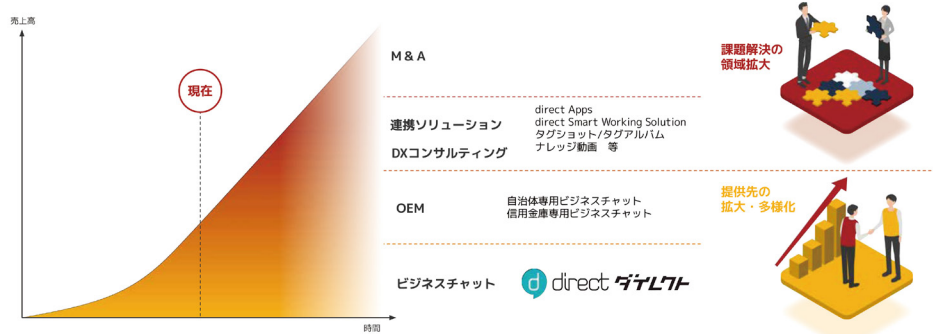 売上高
現在
時間
M & A
連携ソリューション
DXコンサルティング
direct Apps
direct Smart Working Solution
タグショット/タグアルバム
ナレッジ動画　等
課題解決の
領域拡大
OEM
自治体専用ビジネスチャット
信用金庫専用ビジネスチャット
提供先の
拡大・多様化
ビジネスチャット
d direct ダイレクト